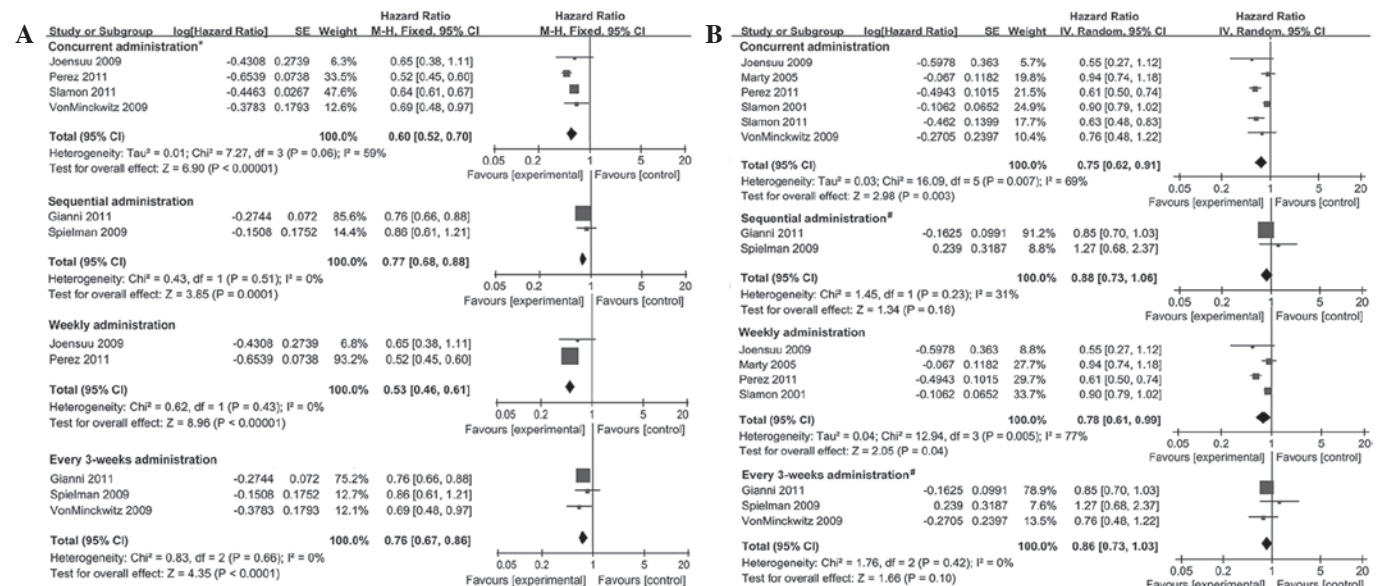 A
Hazard Ratio Hazard Ratio
Study or Subgroup log[Hazard Ratio] SE Weight M-H, Fixed, 95% CI M-H, Fixed, 95% CI
Concurrent administration*
Joensuu 2009 -0.4308 0.2739 6.3% 0.65 [0.38, 1.11]
Perez 2011 -0.6539 0.0738 33.5% 0.52 [0.45, 0.60]
Slamon 2011 -0.4463 0.0267 47.6% 0.64 [0.61, 0.67]
VonMinckwitz 2009 -0.3783 0.1793 12.6% 0.69 [0.48, 0.97]
Total (95% CI) 100.0% 0.60 [0.52, 0.70]
Heterogeneity: Tau² = 0.01; Chi² = 7.27, df = 3 (P = 0.06); I² = 59%
Test for overall effect: Z = 6.90 (P < 0.00001)
0.05 0.2 1 5 20
Favours [experimental] Favours [control]
Sequential administration
Gianni 2011 -0.2744 0.072 85.6% 0.76 [0.66, 0.88]
Spielman 2009 -0.1508 0.1752 14.4% 0.86 [0.61, 1.21]
Total (95% CI) 100.0% 0.77 [0.68, 0.88]
Heterogeneity: Chi² = 0.43, df = 1 (P = 0.51); I² = 0%
Test for overall effect: Z = 3.85 (P = 0.0001)
0.05 0.2 1 5 20
Favours [experimental] Favours [control]
Weekly administration
Joensuu 2009 -0.4308 0.2739 6.8% 0.65 [0.38, 1.11]
Perez 2011 -0.6539 0.0738 93.2% 0.52 [0.45, 0.60]
Total (95% CI) 100.0% 0.53 [0.46, 0.61]
Heterogeneity: Chi² = 0.62, df = 1 (P = 0.43); I² = 0%
Test for overall effect: Z = 8.96 (P < 0.00001)
0.05 0.2 1 5 20
Favours [experimental] Favours [control]
Every 3-weeks administration
Gianni 2011 -0.2744 0.072 75.2% 0.76 [0.66, 0.88]
Spielman 2009 -0.1508 0.1752 12.7% 0.86 [0.61, 1.21]
VonMinckwitz 2009 -0.3783 0.1793 12.1% 0.69 [0.48, 0.97]
Total (95% CI) 100.0% 0.76 [0.67, 0.86]
Heterogeneity: Chi² = 0.83, df = 2 (P = 0.66); I² = 0%
Test for overall effect: Z = 4.35 (P < 0.0001)
0.05 0.2 1 5 20
Favours [experimental] Favours [control]
B
Hazard Ratio Hazard Ratio
Study or Subgroup log[Hazard Ratio] SE Weight IV, Random, 95% CI IV, Random, 95% CI
Concurrent administration
Joensuu 2009 -0.5978 0.363 5.7% 0.55 [0.27, 1.12]
Marty 2005 -0.067 0.1182 19.8% 0.94 [0.74, 1.18]
Perez 2011 -0.4943 0.1015 21.5% 0.61 [0.50, 0.74]
Slamon 2001 -0.1062 0.0652 24.9% 0.90 [0.79, 1.02]
Slamon 2011 -0.462 0.1399 17.7% 0.63 [0.48, 0.83]
VonMinckwitz 2009 -0.2705 0.2397 10.4% 0.76 [0.48, 1.22]
Total (95% CI) 100.0% 0.75 [0.62, 0.91]
Heterogeneity: Tau² = 0.03; Chi² = 16.09, df = 5 (P = 0.007); I² = 69%
Test for overall effect: Z = 2.98 (P = 0.003)
0.05 0.2 1 5 20
Favours [experimental] Favours [control]
Sequential administration#
Gianni 2011 -0.1625 0.0991 91.2% 0.85 [0.70, 1.03]
Spielman 2009 0.239 0.3187 8.8% 1.27 [0.68, 2.37]
Total (95% CI) 100.0% 0.88 [0.73, 1.06]
Heterogeneity: Chi² = 1.45, df = 1 (P = 0.23); I² = 31%
Test for overall effect: Z = 1.34 (P = 0.18)
0.05 0.2 1 5 20
Favours [experimental] Favours [control]
Weekly administration
Joensuu 2009 -0.5978 0.363 8.8% 0.55 [0.27, 1.12]
Marty 2005 -0.067 0.1182 27.7% 0.94 [0.74, 1.18]
Perez 2011 -0.4943 0.1015 29.7% 0.61 [0.50, 0.74]
Slamon 2001 -0.1062 0.0652 33.7% 0.90 [0.79, 1.02]
Total (95% CI) 100.0% 0.78 [0.61, 0.99]
Heterogeneity: Tau² = 0.04; Chi² = 12.94, df = 3 (P = 0.005); I² = 77%
Test for overall effect: Z = 2.05 (P = 0.04)
0.05 0.2 1 5 20
Favours [experimental] Favours [control]
Every 3-weeks administration#
Gianni 2011 -0.1625 0.0991 78.9% 0.85 [0.70, 1.03]
Spielman 2009 0.239 0.3187 7.6% 1.27 [0.68, 2.37]
VonMinckwitz 2009 -0.2705 0.2397 13.5% 0.76 [0.48, 1.22]
Total (95% CI) 100.0% 0.86 [0.73, 1.03]
Heterogeneity: Chi² = 1.76, df = 2 (P = 0.42); I² = 0%
Test for overall effect: Z = 1.66 (P = 0.10)
0.05 0.2 1 5 20
Favours [experimental] Favours [control]